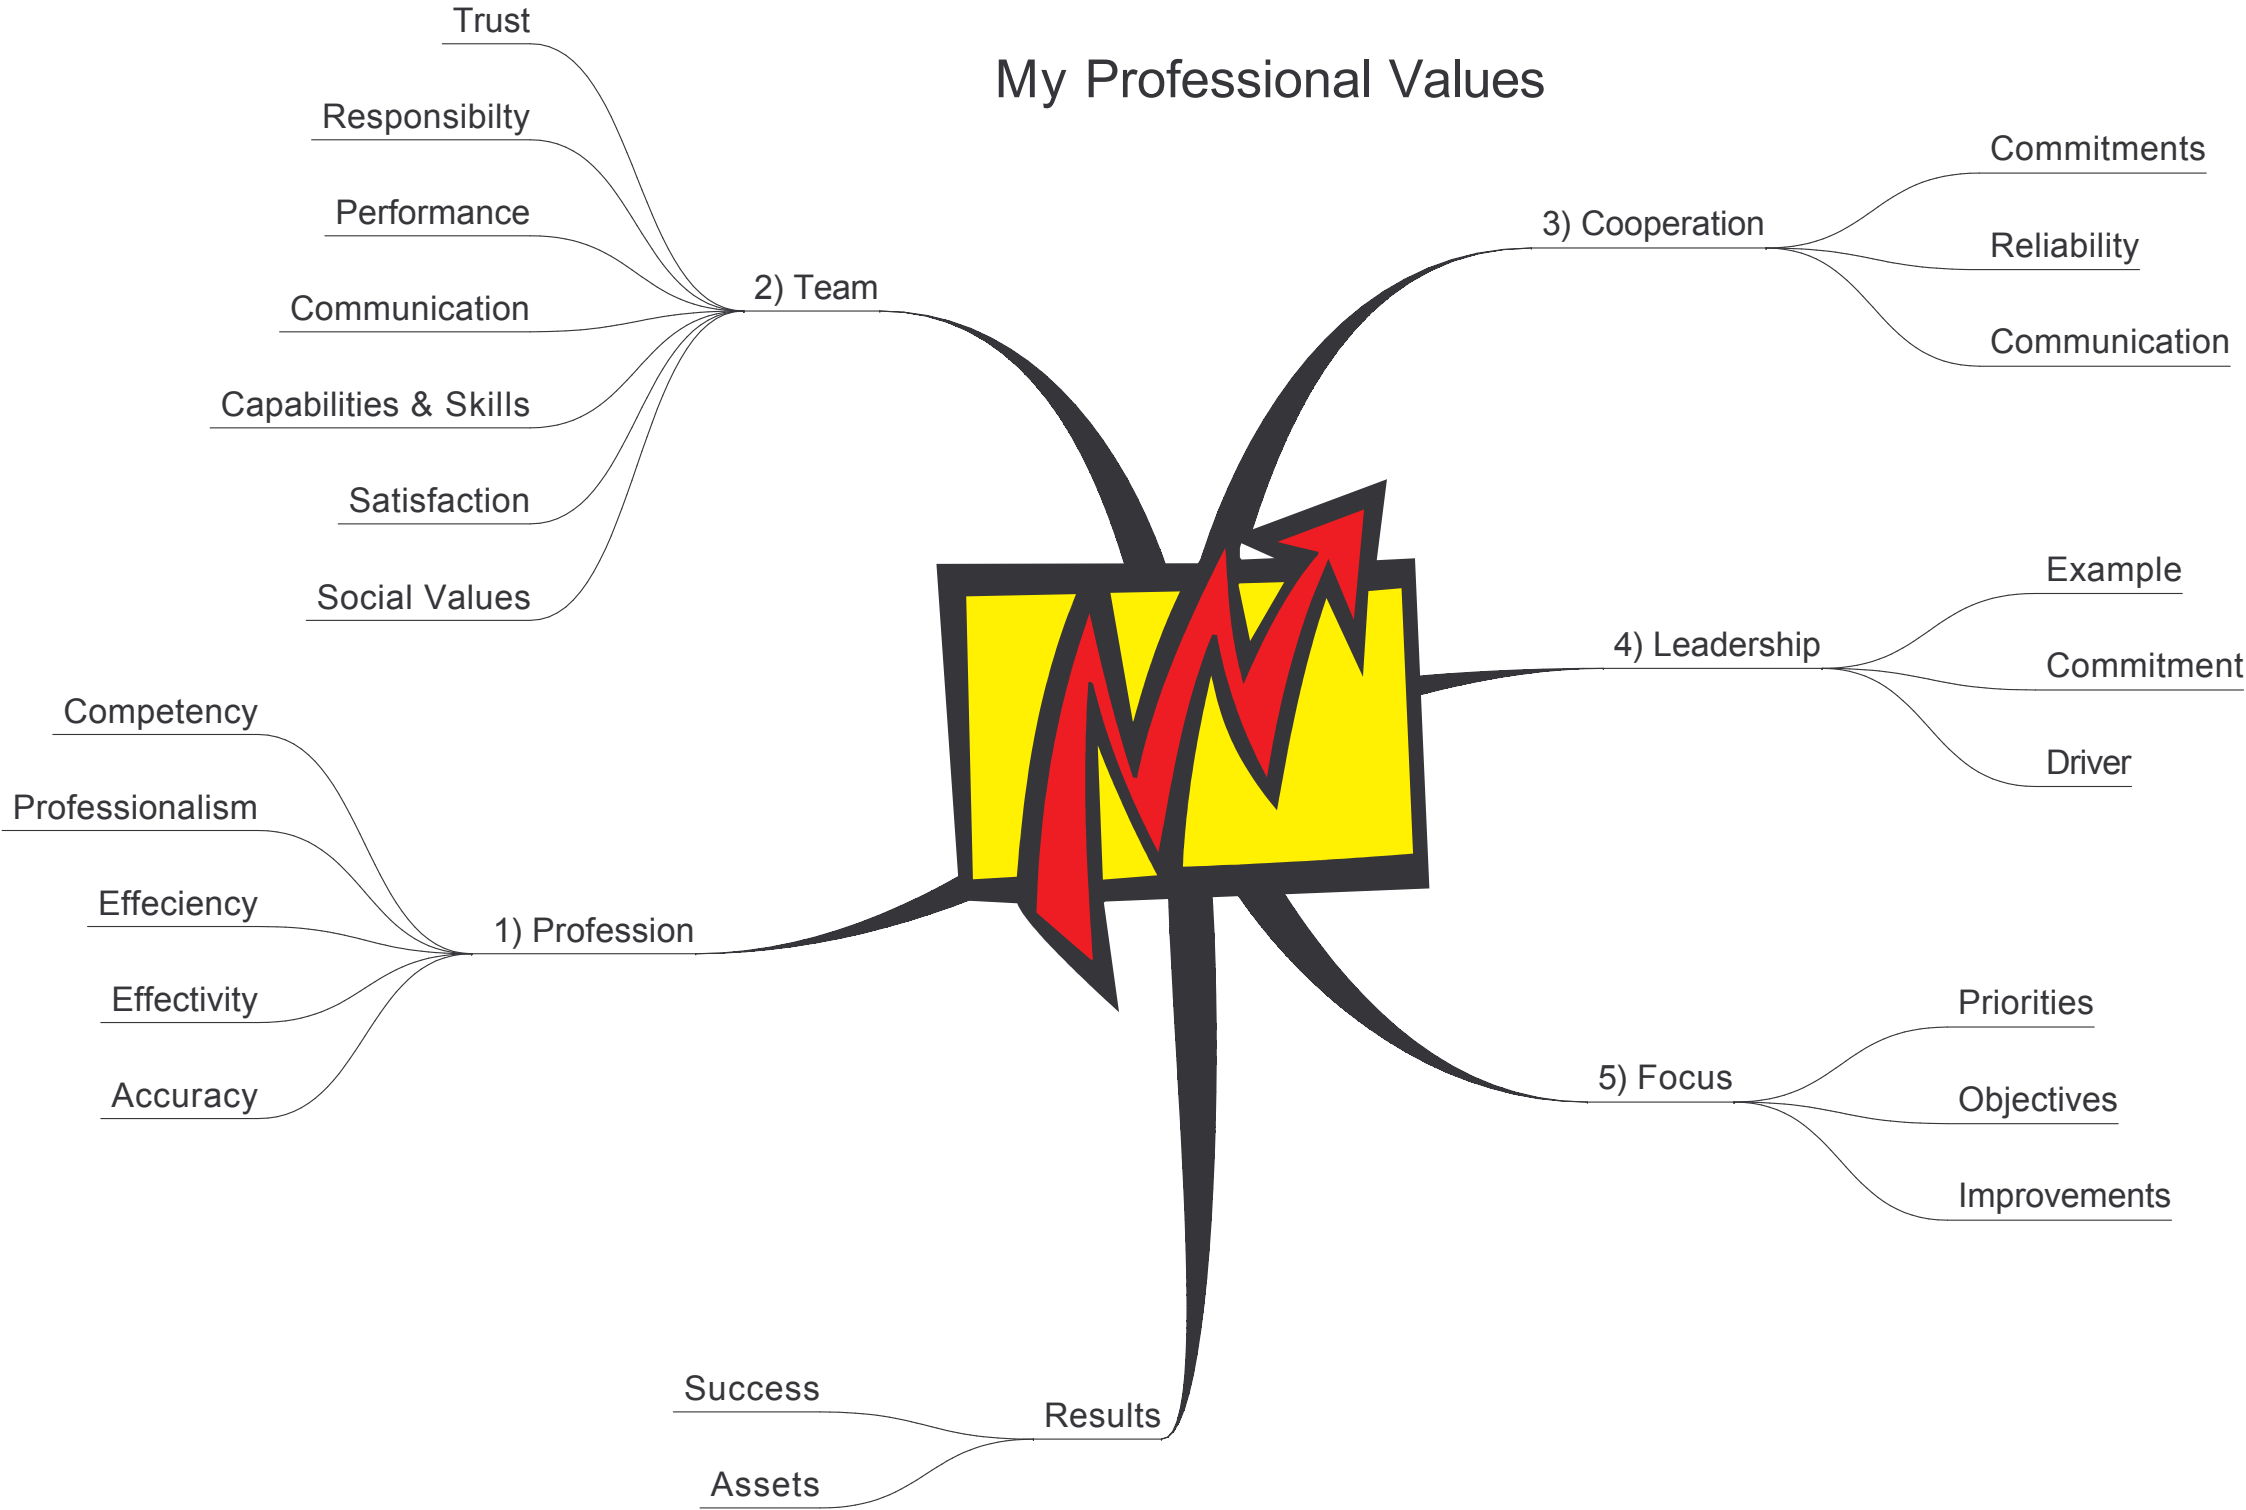 My Professional Values
1) Profession
Competency
Professionalism
Effeciency
Effectivity
Accuracy
2) Team
Trust
Responsibilty
Performance
Communication
Capabilities & Skills
Satisfaction
Social Values
3) Cooperation
Commitments
Reliability
Communication
4) Leadership
Example
Commitment
Driver
5) Focus
Priorities
Objectives
Improvements
Results
Success
Assets